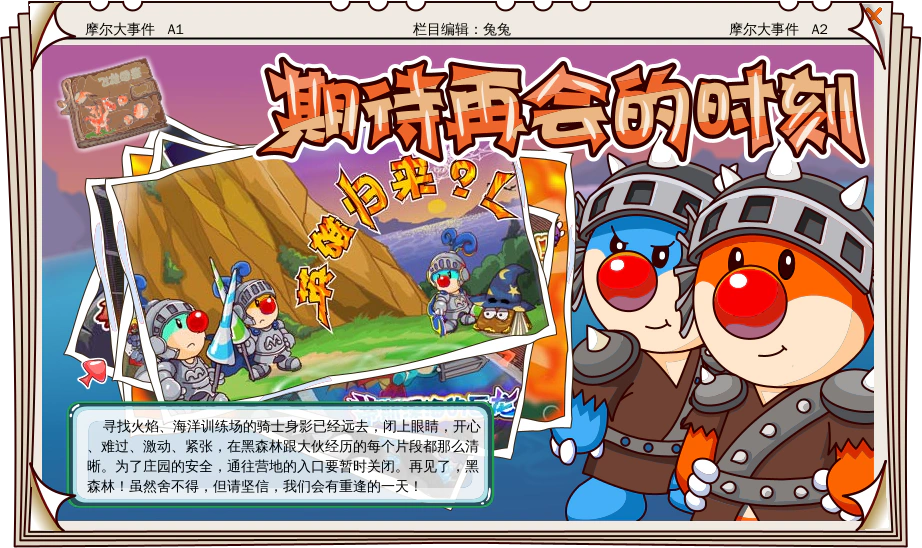 摩尔大事件 A1
栏目编辑：兔兔
摩尔大事件 A2
期待再会的时刻
英雄归来？（
寻找火焰、海洋训练场的骑士身影已经远去，闭上眼睛，开心
、难过、激动、紧张，在黑森林跟大伙经历的每个片段都那么清
晰。为了庄园的安全，通往营地的入口要暂时关闭。再见了，黑
森林！虽然舍不得，但请坚信，我们会有重逢的一天！